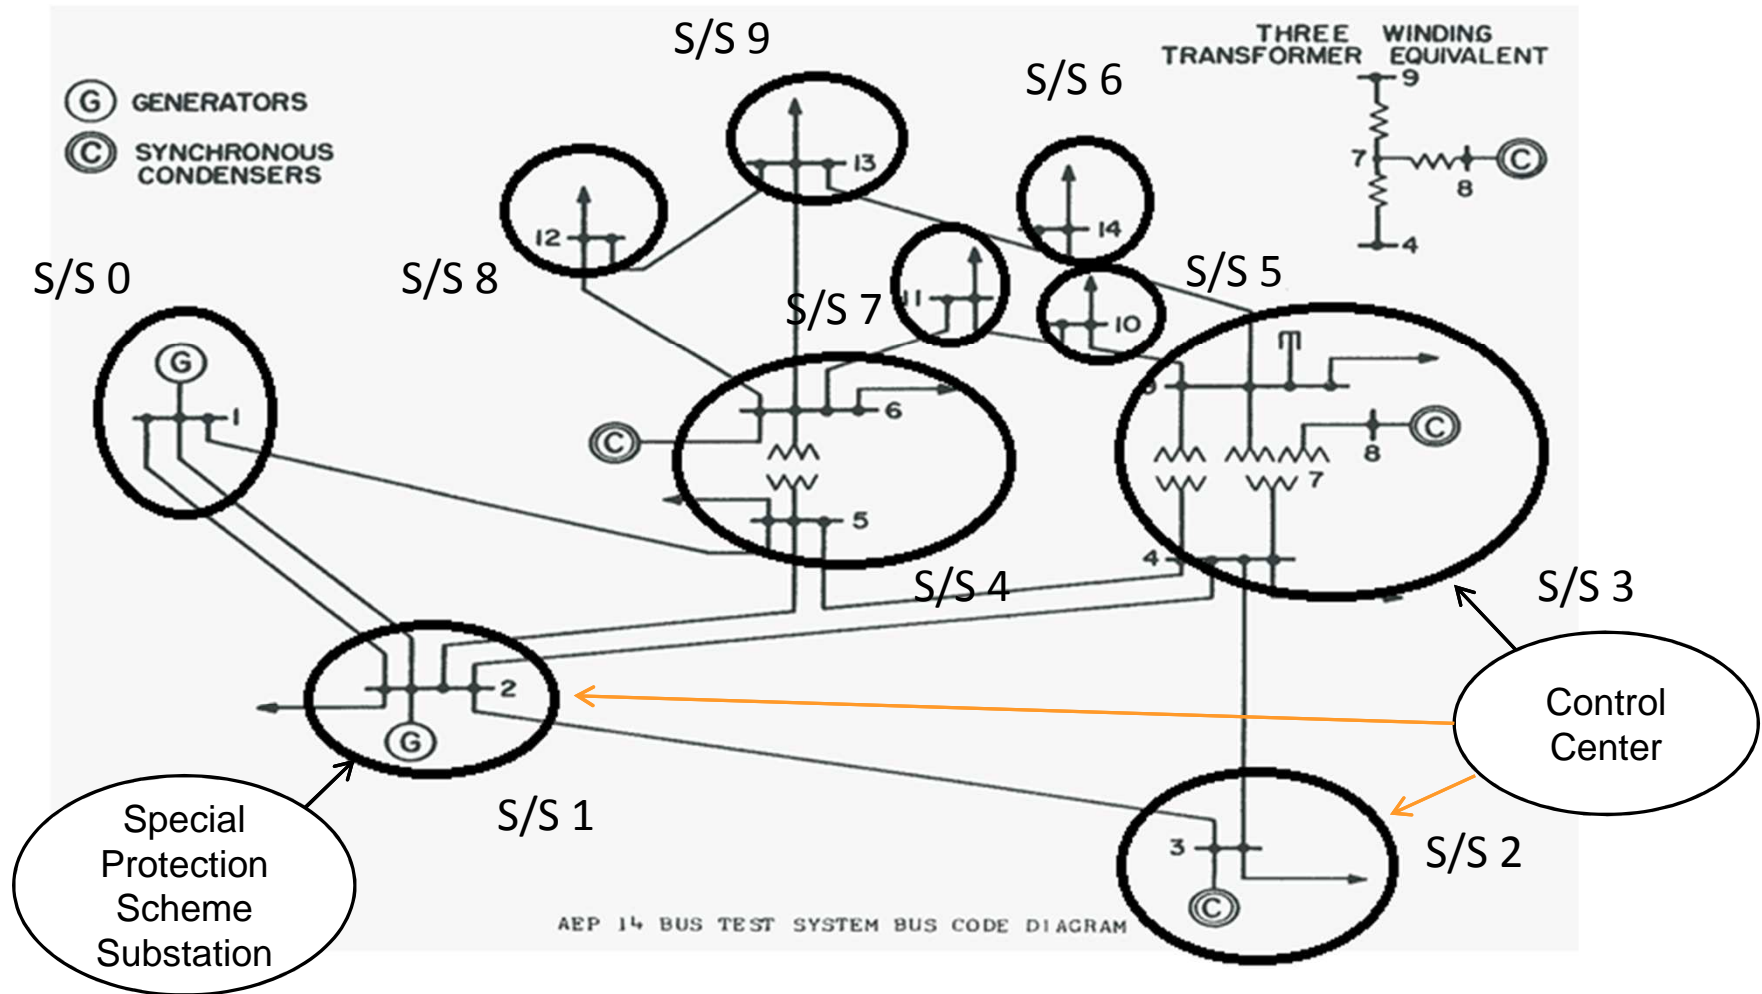 S/S 9
THREE WINDING
TRANSFORMER EQUIVALENT
S/S 6
9
G GENERATORS
C SYNCHRONOUS
CONDENSERS
13
7
C
8
14
12
4
S/S 0
S/S 8
S/S 5
S/S 7
11
10
G
1
6
9
C
C
8
7
5
4
S/S 4
S/S 3
2
G
Control
Center
S/S 1
Special
Protection
Scheme
Substation
3
S/S 2
C
AEP 14 BUS TEST SYSTEM BUS CODE DIAGRAM